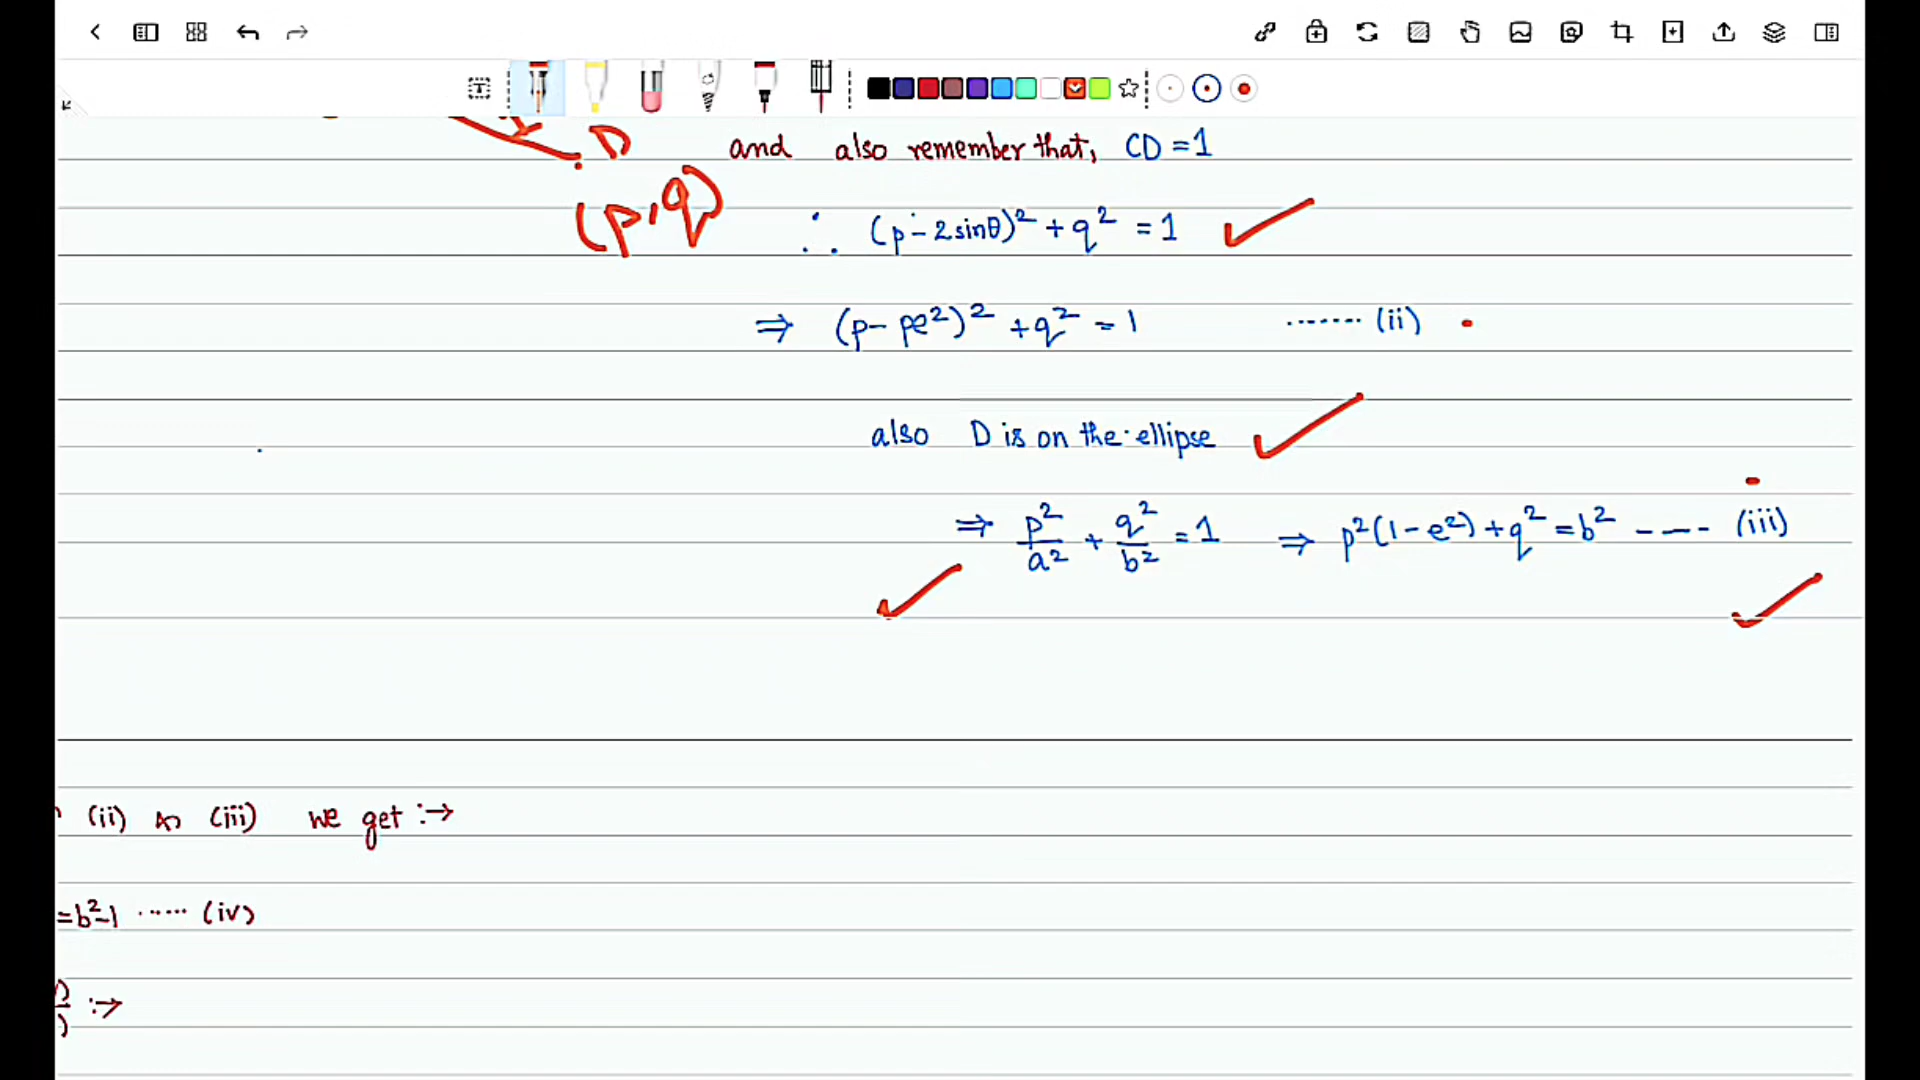 D
and also remember that, CD = 1
(p,q)
∴ (p - 2sinθ)² + q² = 1
⇒ (p - pe²)² + q² = 1 ....... (ii)
also D is on the ellipse
⇒ p²/a² + q²/b² = 1 ⇒ p²(1 - e²) + q² = b² ---- (iii)
(ii) (iii) we get :→
= b² - 1 ...... (iv)
:→